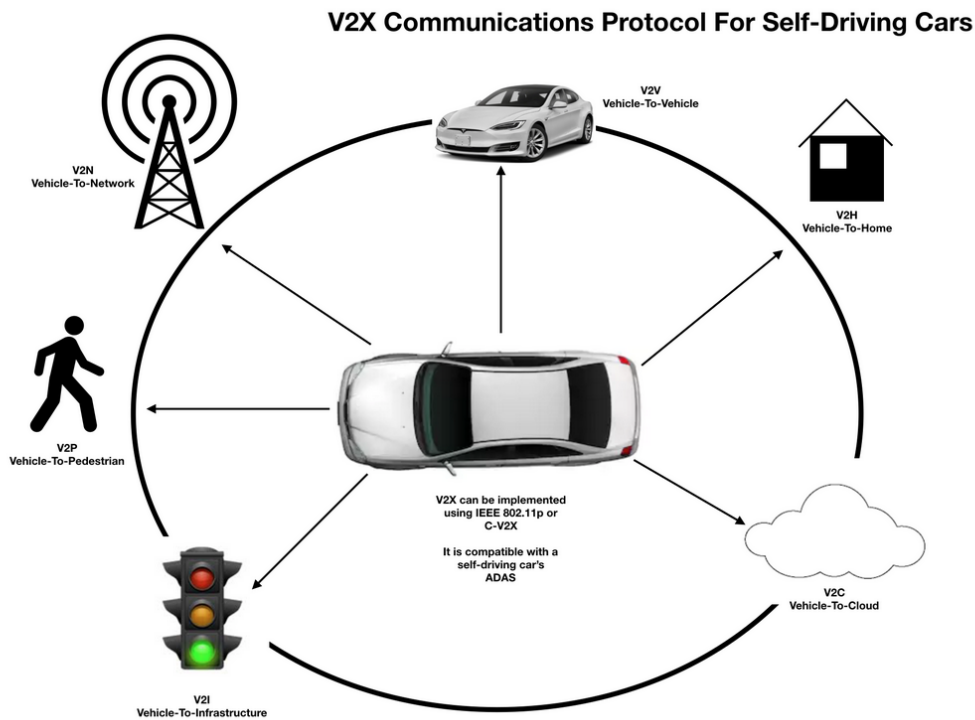 V2X Communications Protocol For Self-Driving Cars
V2V
Vehicle-To-Vehicle
V2N
Vehicle-To-Network
V2H
Vehicle-To-Home
V2P
Vehicle-To-Pedestrian
V2X can be implemented
using IEEE 802.11p or
C-V2X
It is compatible with a
self-driving car's
ADAS
V2C
Vehicle-To-Cloud
V2I
Vehicle-To-Infrastructure